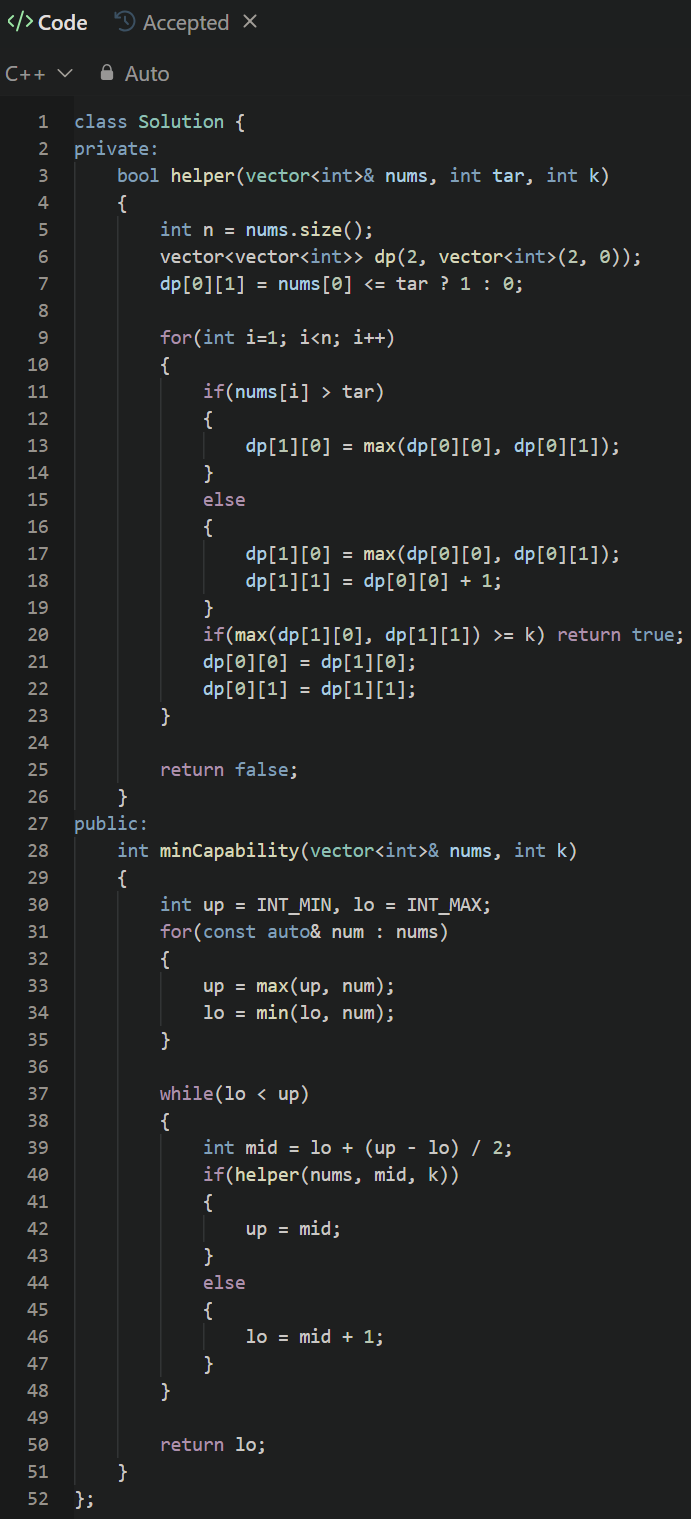 </> Code Accepted ×
C++ Auto
1 class Solution {
2 private:
3     bool helper(vector<int>& nums, int tar, int k)
4     {
5         int n = nums.size();
6         vector<vector<int>> dp(2, vector<int>(2, 0));
7         dp[0][1] = nums[0] <= tar ? 1 : 0;
8
9         for(int i=1; i<n; i++)
10         {
11             if(nums[i] > tar)
12             {
13                 dp[1][0] = max(dp[0][0], dp[0][1]);
14             }
15             else
16             {
17                 dp[1][0] = max(dp[0][0], dp[0][1]);
18                 dp[1][1] = dp[0][0] + 1;
19             }
20             if(max(dp[1][0], dp[1][1]) >= k) return true;
21             dp[0][0] = dp[1][0];
22             dp[0][1] = dp[1][1];
23         }
24
25         return false;
26     }
27 public:
28     int minCapability(vector<int>& nums, int k)
29     {
30         int up = INT_MIN, lo = INT_MAX;
31         for(const auto& num : nums)
32         {
33             up = max(up, num);
34             lo = min(lo, num);
35         }
36
37         while(lo < up)
38         {
39             int mid = lo + (up - lo) / 2;
40             if(helper(nums, mid, k))
41             {
42                 up = mid;
43             }
44             else
45             {
46                 lo = mid + 1;
47             }
48         }
49
50         return lo;
51     }
52 };